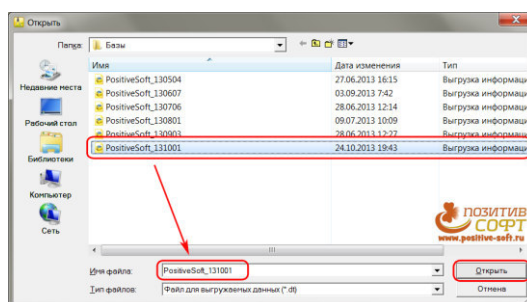 Открыть
Папка: Базы
Имя Дата изменения Тип
PositiveSoft_130504 27.06.2013 16:15 Выгрузка информаци
PositiveSoft_130607 03.09.2013 7:42 Выгрузка информаци
PositiveSoft_130706 28.06.2013 12:14 Выгрузка информаци
PositiveSoft_130801 09.07.2013 10:09 Выгрузка информаци
PositiveSoft_130903 28.06.2013 12:27 Выгрузка информаци
PositiveSoft_131001 24.10.2013 19:43 Выгрузка информаци
Недавние места
Рабочий стол
Библиотеки
Компьютер
Сеть
ПОЗИТИВ
СОФТ
www.positive-soft.ru
Имя файла: PositiveSoft_131001 Открыть
Тип файлов: Файл для выгружаемых данных (*.dt) Отмена